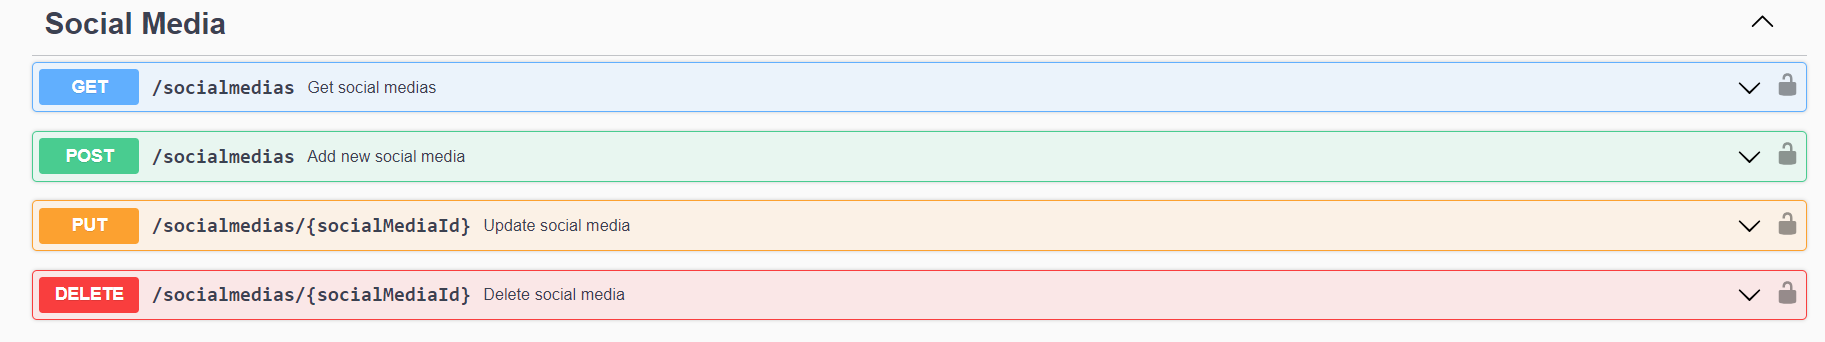 Social Media
GET /socialmedias Get social medias
POST /socialmedias Add new social media
PUT /socialmedias/{socialMediaId} Update social media
DELETE /socialmedias/{socialMediaId} Delete social media